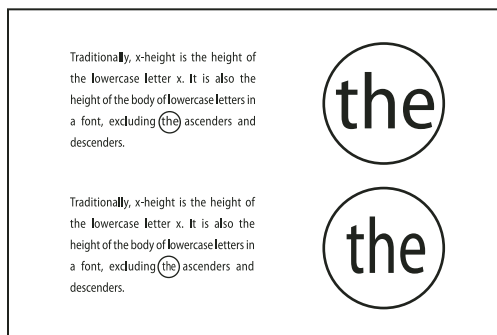 Traditionally, x-height is the height of
the lowercase letter x. It is also the
height of the body of lowercase letters in
a font, excluding the ascenders and
descenders.
the
Traditionally, x-height is the height of
the lowercase letter x. It is also the
height of the body of lowercase letters in
a font, excluding the ascenders and
descenders.
the